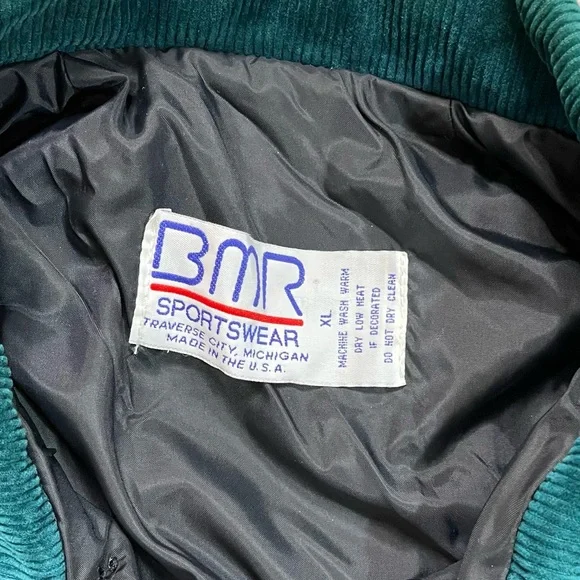 BMR
SPORTSWEAR
TRAVERSE CITY, MICHIGAN
MADE IN THE U.S.A.
XL
MACHINE WASH WARM
DRY LOW HEAT
IF DECORATED
DO NOT DRY CLEAN